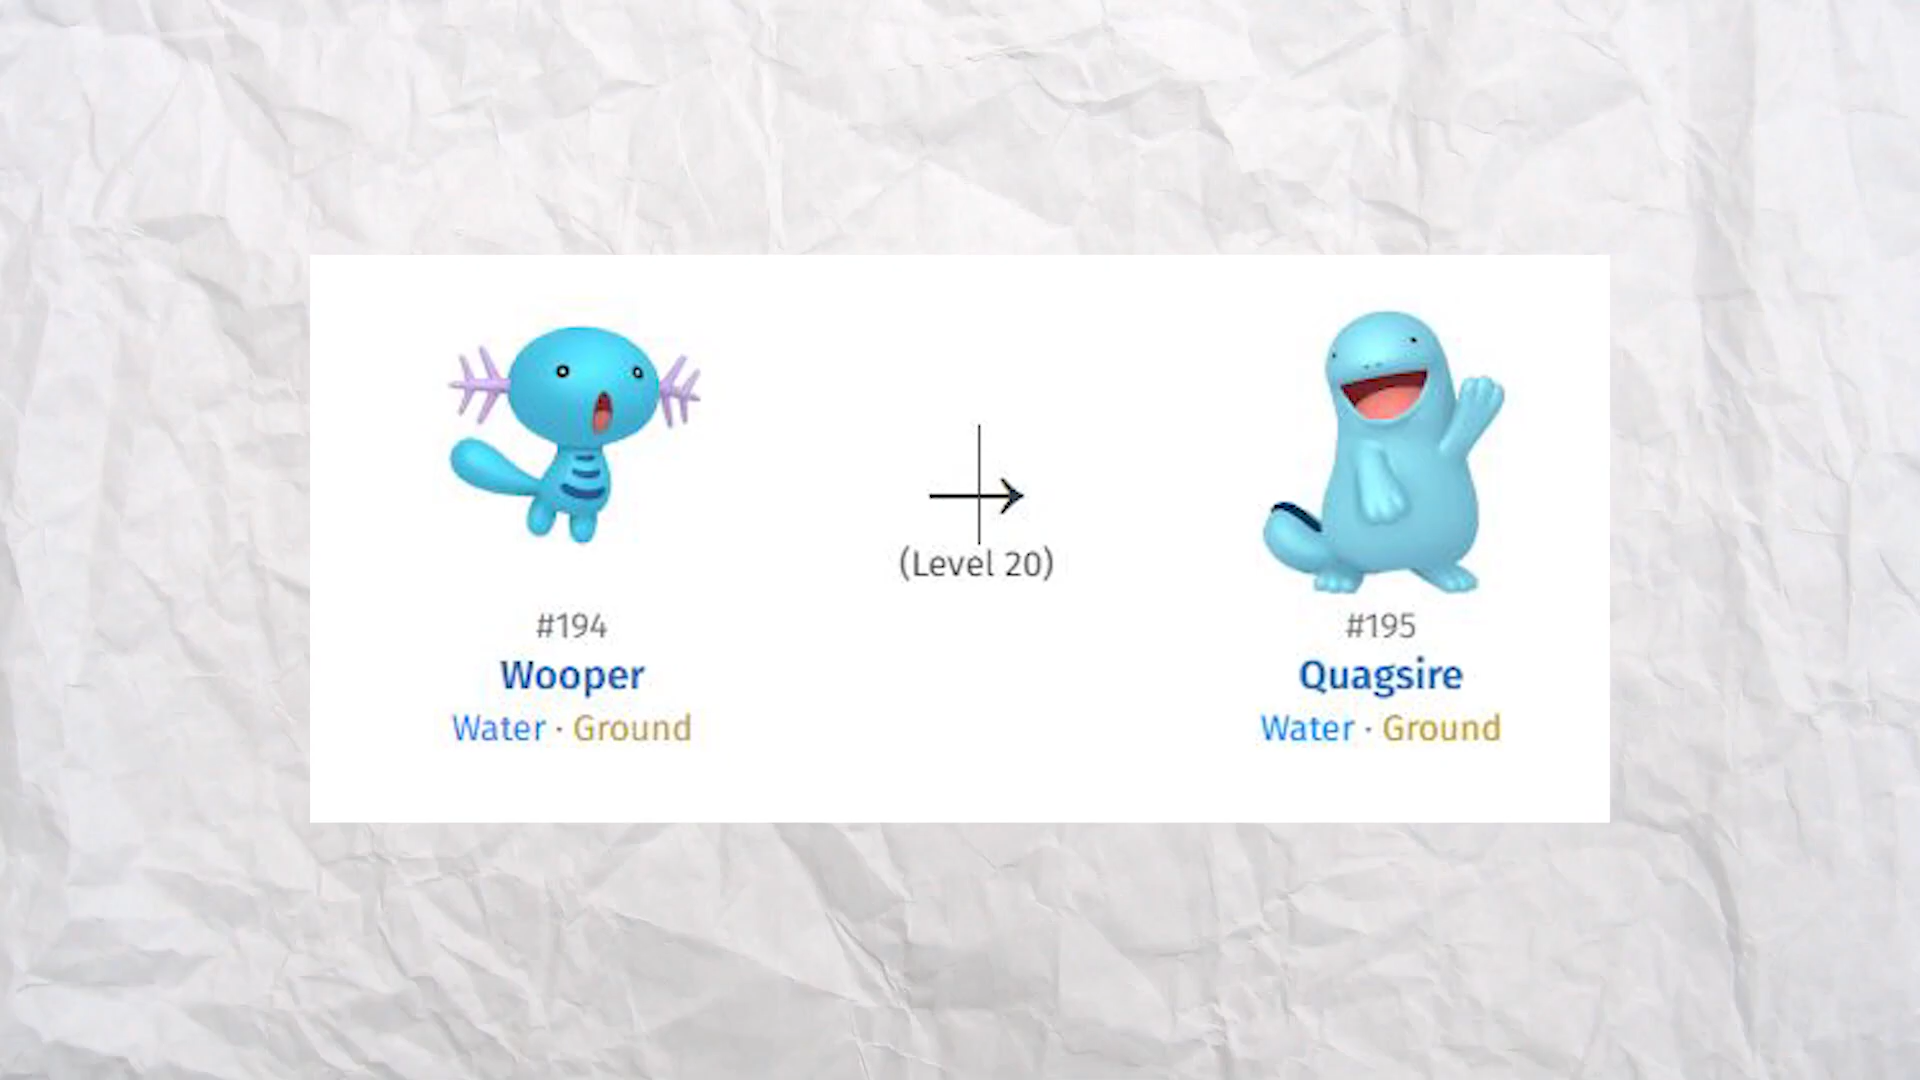 (Level 20)
#194
Wooper
Water · Ground
#195
Quagsire
Water · Ground